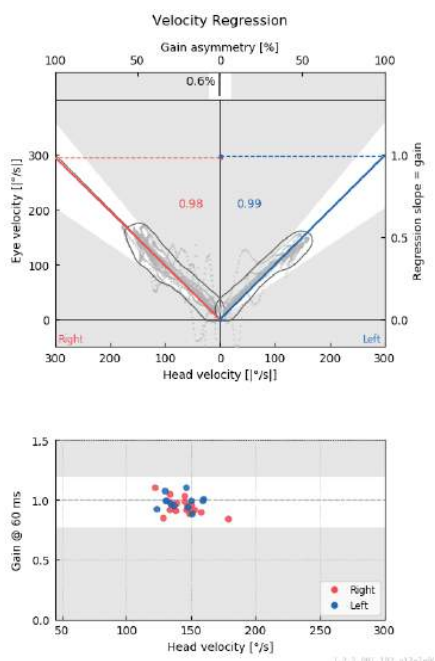 Velocity Regression
Gain asymmetry [%]
100 50 0 50 100
0.6%
Eye velocity [|°/s|]
300
200
100
0
0.98
0.99
1.0
0.5
0.0
Regression slope = gain
Right
Left
300 200 100 0 100 200 300
Head velocity [|°/s|]
Gain @ 60 ms
1.5
1.0
0.5
0.0
Right
Left
50 100 150 200 250 300
Head velocity [°/s]